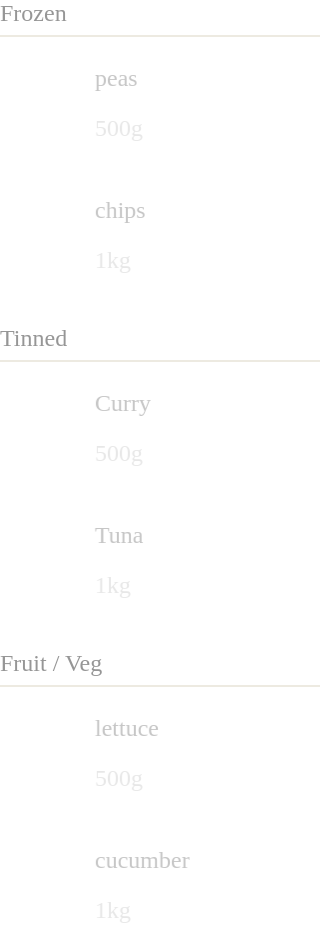 Frozen
peas
500g
chips
1kg
Tinned
Curry
500g
Tuna
1kg
Fruit / Veg
lettuce
500g
cucumber
1kg